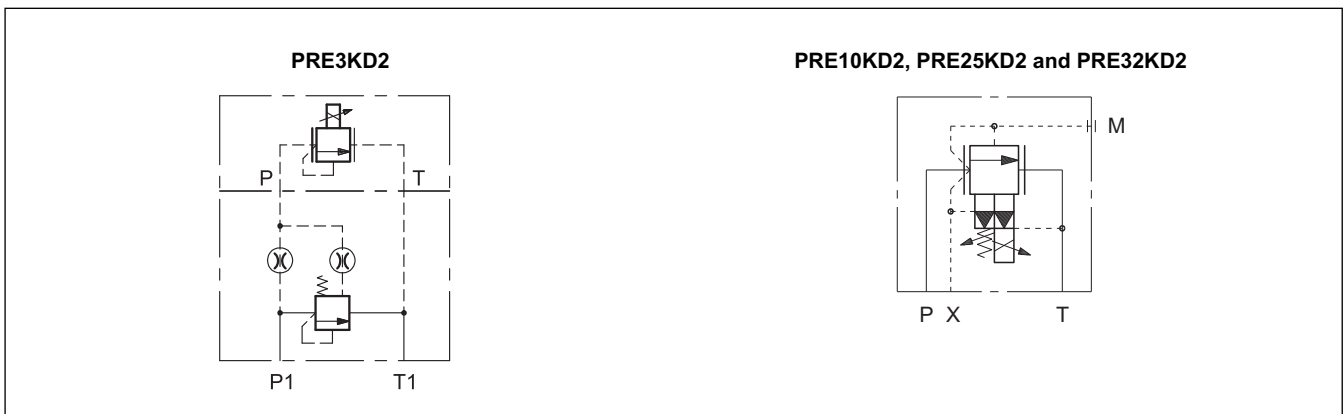 PRE3KD2
P T
P1 T1
PRE10KD2, PRE25KD2 and PRE32KD2
M
P X T